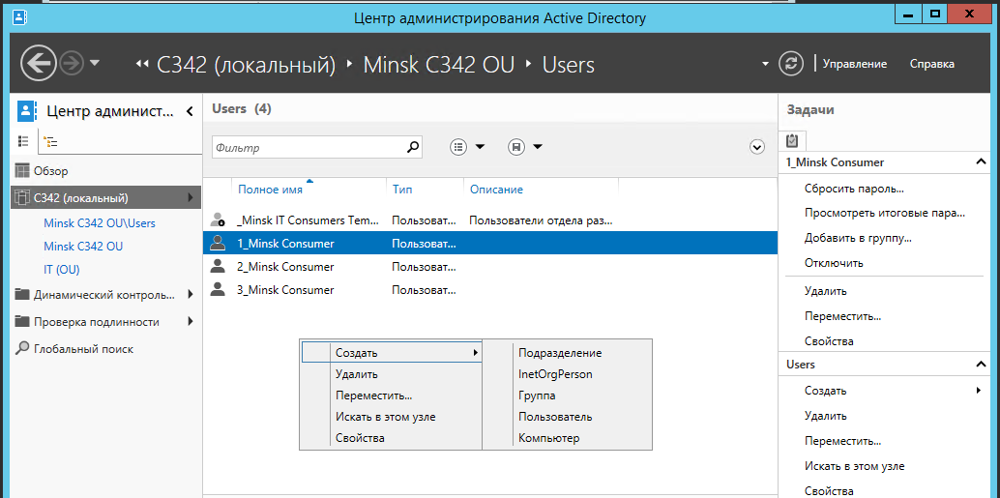 Центр администрирования Active Directory
C342 (локальный) Minsk C342 OU Users
Управление Справка
Центр админист...
Обзор
C342 (локальный)
Minsk C342 OU\Users
Minsk C342 OU
IT (OU)
Динамический контроль...
Проверка подлинности
Глобальный поиск
Users (4)
Фильтр
Полное имя Тип Описание
_Minsk IT Consumers Tem... Пользоват... Пользователи отдела раз...
1_Minsk Consumer Пользоват...
2_Minsk Consumer Пользоват...
3_Minsk Consumer Пользоват...
Создать
Удалить
Переместить...
Искать в этом узле
Свойства
Подразделение
InetOrgPerson
Группа
Пользователь
Компьютер
Задачи
1_Minsk Consumer
Сбросить пароль...
Просмотреть итоговые пара...
Добавить в группу...
Отключить
Удалить
Переместить...
Свойства
Users
Создать
Удалить
Переместить...
Искать в этом узле
Свойства